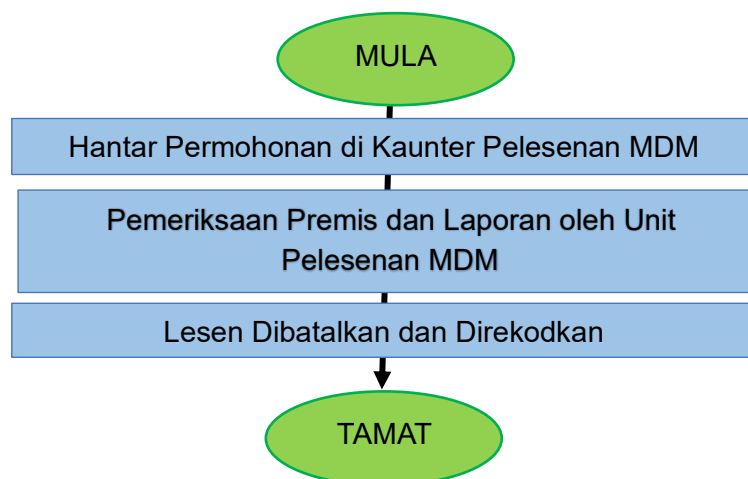 MULA
Hantar Permohonan di Kaunter Pelesenan MDM
Pemeriksaan Premis dan Laporan oleh Unit
Pelesenan MDM
Lesen Dibatalkan dan Direkodkan
TAMAT